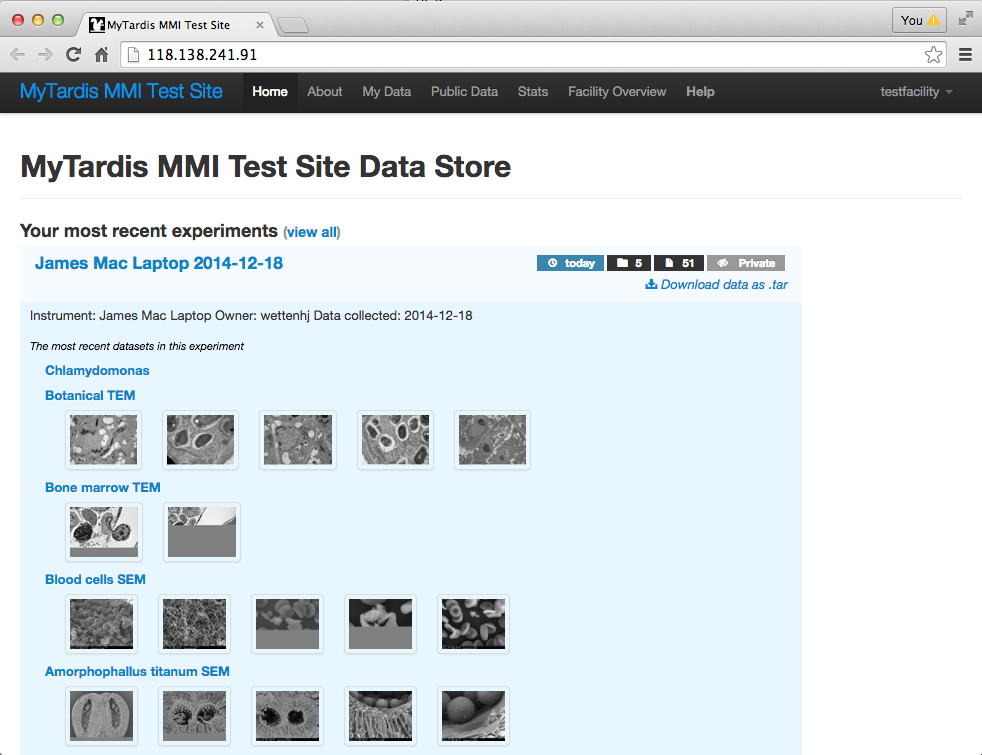 MyTardis MMI Test Site
You
118.138.241.91
MyTardis MMI Test Site Home About My Data Public Data Stats Facility Overview Help testfacility
MyTardis MMI Test Site Data Store
Your most recent experiments (view all)
James Mac Laptop 2014-12-18 today 5 51 Private
Download data as .tar
Instrument: James Mac Laptop Owner: wettenhj Data collected: 2014-12-18
The most recent datasets in this experiment
Chlamydomonas
Botanical TEM
Bone marrow TEM
Blood cells SEM
Amorphophallus titanum SEM